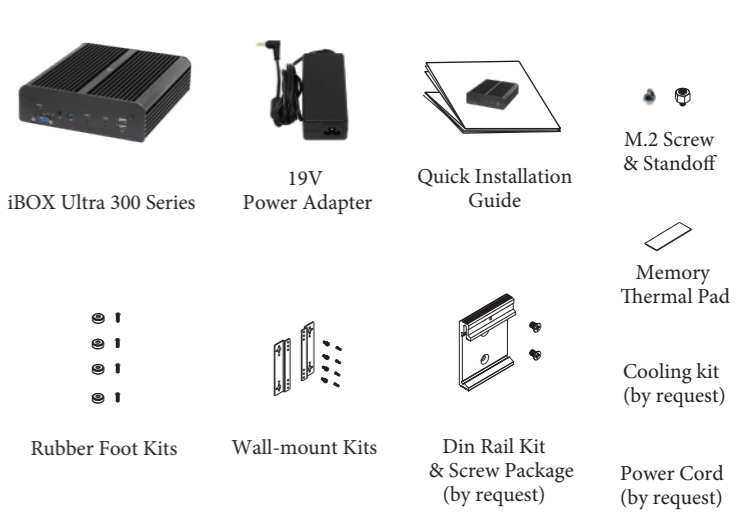 iBOX Ultra 300 Series
19V
Power Adapter
Quick Installation
Guide
M.2 Screw
& Standoff
Memory
Thermal Pad
Rubber Foot Kits
Wall-mount Kits
Din Rail Kit
& Screw Package
(by request)
Cooling kit
(by request)
Power Cord
(by request)